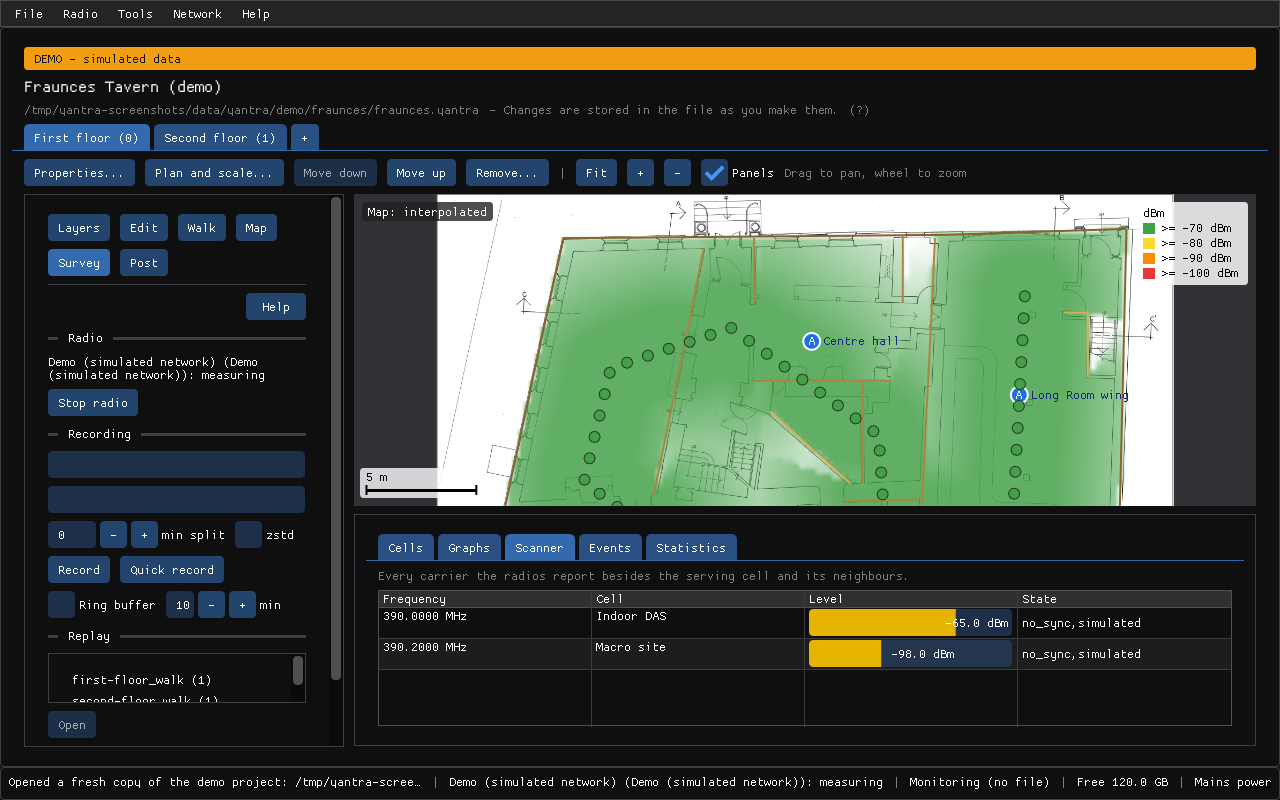 File Radio Tools Network Help
DEMO - simulated data
Fraunces Tavern (demo)
/tmp/yantra-screenshots/data/yantra/demo/fraunces/fraunces.yantra - Changes are stored in the file as you make them. (?)
First floor (0) Second floor (1) +
Properties... Plan and scale... Move down Move up Remove... | Fit + - Panels Drag to pan, wheel to zoom
Layers Edit Walk Map
Survey Post
Help
Radio
Demo (simulated network) (Demo
(simulated network)): measuring
Stop radio
Recording
0 - + min split zstd
Record Quick record
Ring buffer 10 - + min
Replay
first-floor_walk (1)
second-floor_walk (1)
Open
Map: interpolated
A
B
dBm
>= -70 dBm
>= -80 dBm
>= -90 dBm
>= -100 dBm
C
C'
A Centre hall
A Long Room wing
5 m
Cells Graphs Scanner Events Statistics
Every carrier the radios report besides the serving cell and its neighbours.
Frequency Cell Level State
390.0000 MHz Indoor DAS -65.0 dBm no_sync,simulated
390.2000 MHz Macro site -98.0 dBm no_sync,simulated
Opened a fresh copy of the demo project: /tmp/yantra-scree… | Demo (simulated network) (Demo (simulated network)): measuring | Monitoring (no file) | Free 120.0 GB | Mains power